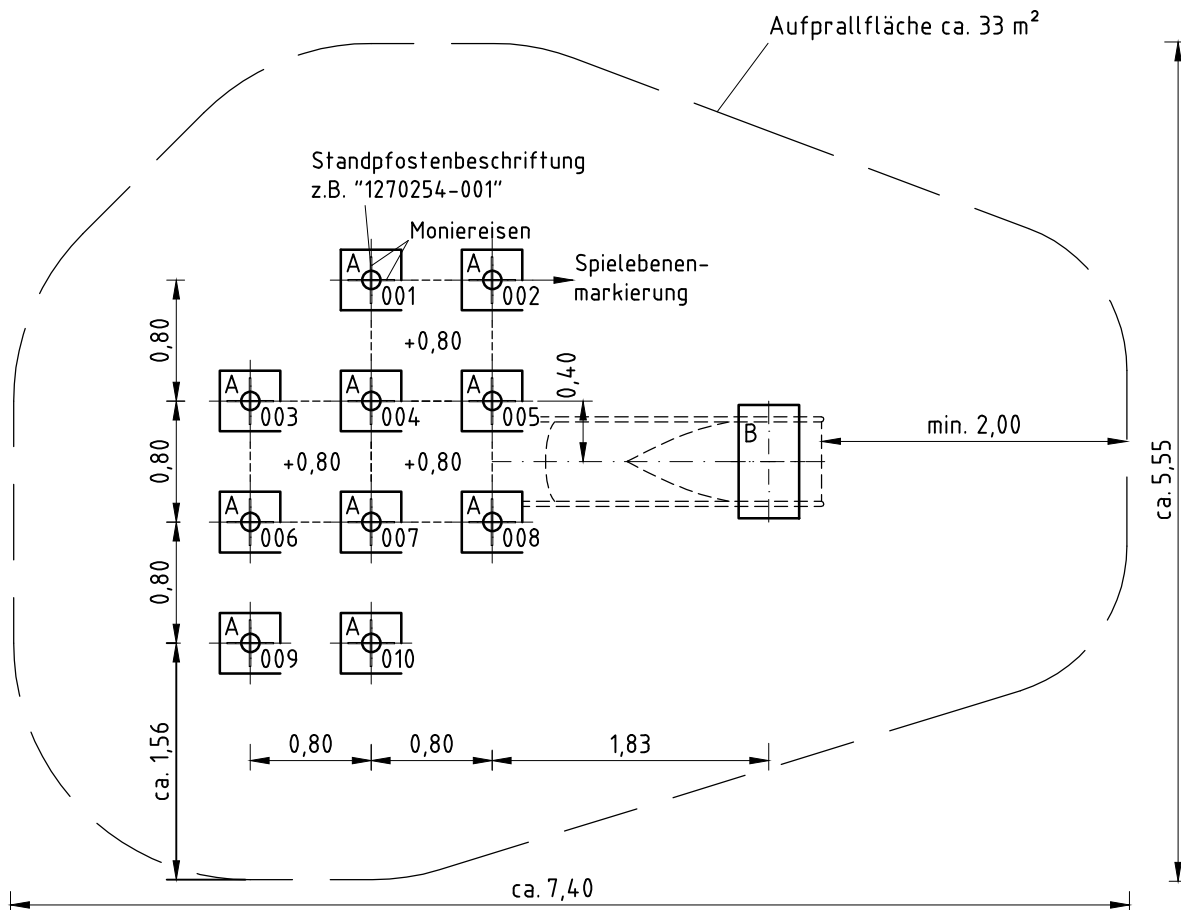 Aufprallfläche ca. 33 m²
Standpfostenbeschriftung
z.B. "1270254-001"
Moniereisen
A
001
A
002
Spielebenen-
markierung
0,80
+0,80
0,40
A
003
A
004
A
005
B
min. 2,00
0,80
+0,80
+0,80
ca. 5,55
A
006
A
007
A
008
0,80
A
009
A
010
ca. 1,56
0,80
0,80
1,83
ca. 7,40